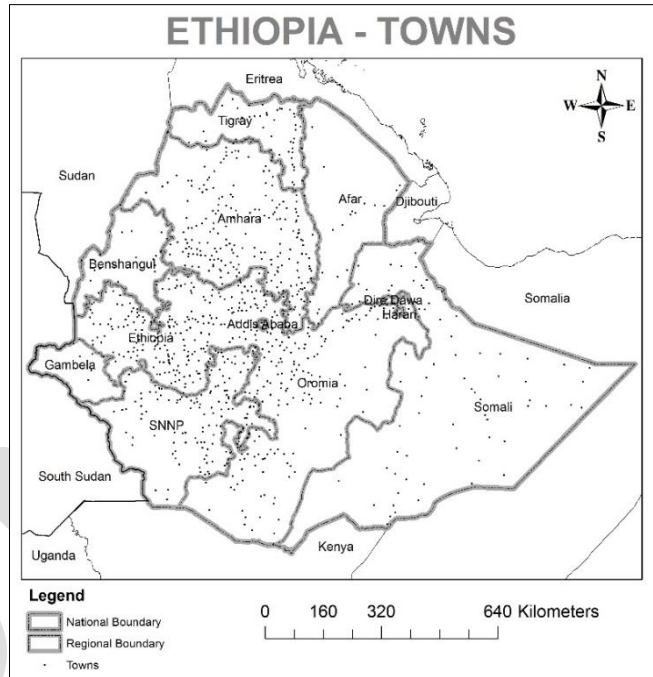 ETHIOPIA - TOWNS
Eritrea
N
W E
S
Tigray
Sudan
Afar
Djibouti
Amhara
Benshangul
Somalia
Dire Dawa
Harari
Addis Ababa
Ethiopia
Gambela
Oromia
Somali
SNNP
South Sudan
Kenya
Uganda
Legend
National Boundary
Regional Boundary
Towns
0 160 320 640 Kilometers